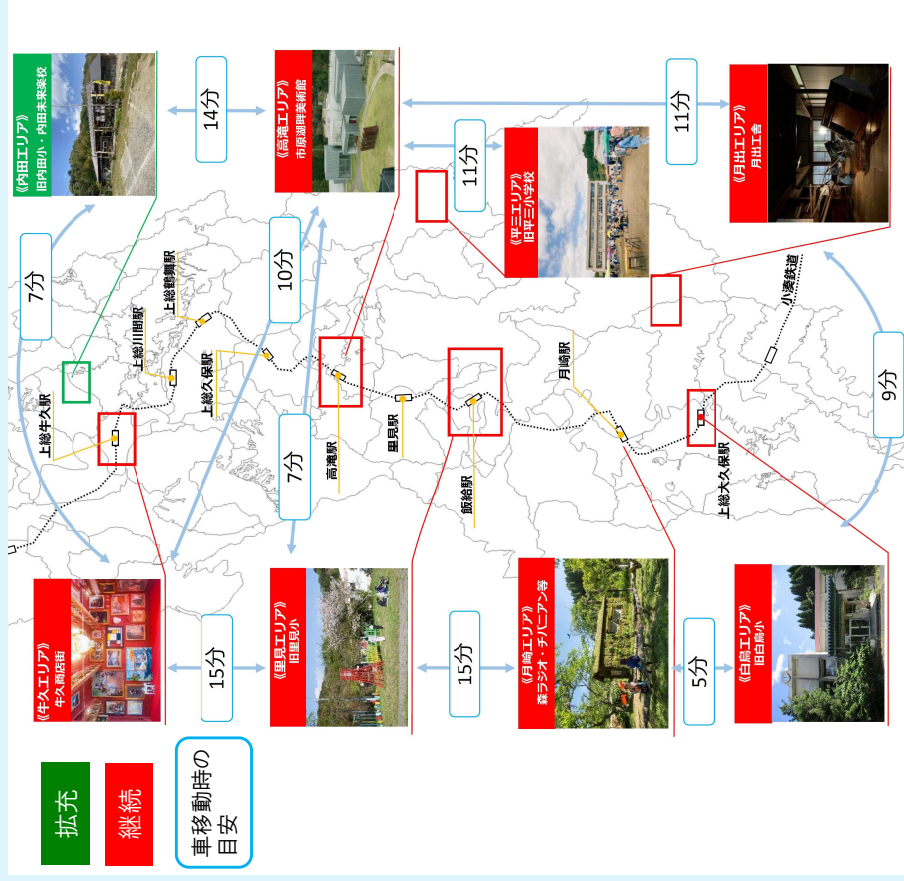 拡充
継続
車移動時の
目安
《牛久エリア》
牛久商店街
15分
《里見エリア》
旧里見小
15分
《月崎エリア》
森ラジオ・チバニアン等
5分
《白鳥エリア》
旧白鳥小
7分
10分
7分
9分
上総牛久駅
上総川間駅
上総鶴舞駅
上総久保駅
高滝駅
里見駅
飯給駅
月崎駅
上総大久保駅
小湊鉄道
《内田エリア》
旧内田小・内田未来楽校
14分
《高滝エリア》
市原湖畔美術館
11分
《平三エリア》
旧平三小学校
11分
《月出エリア》
月出工舎